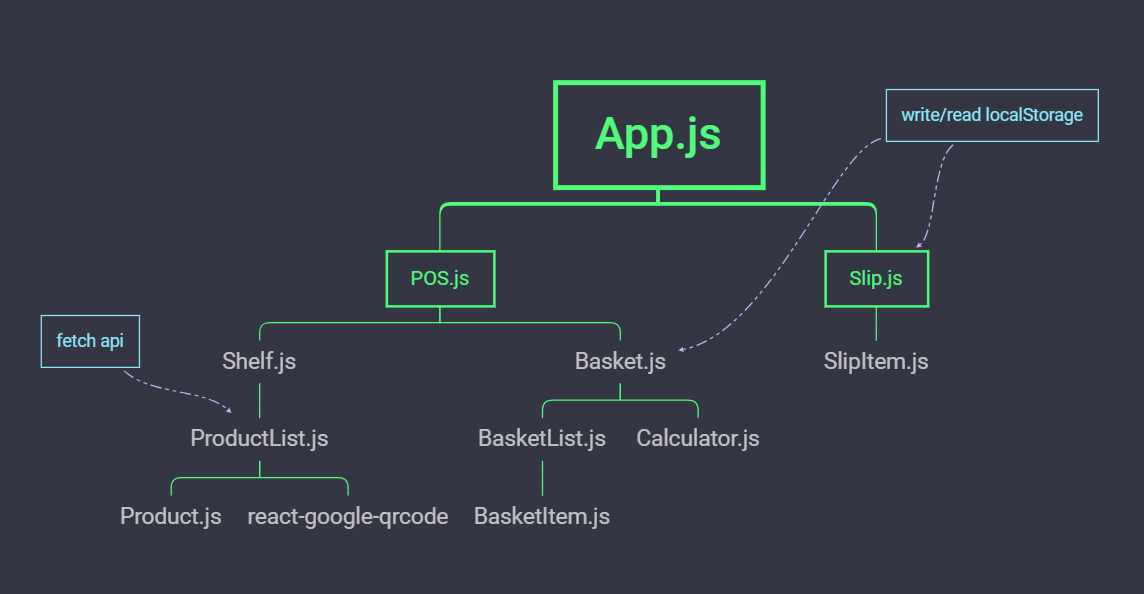 App.js
write/read localStorage
POS.js
Slip.js
fetch api
Shelf.js
Basket.js
SlipItem.js
ProductList.js
BasketList.js
Calculator.js
Product.js
react-google-qrcode
BasketItem.js